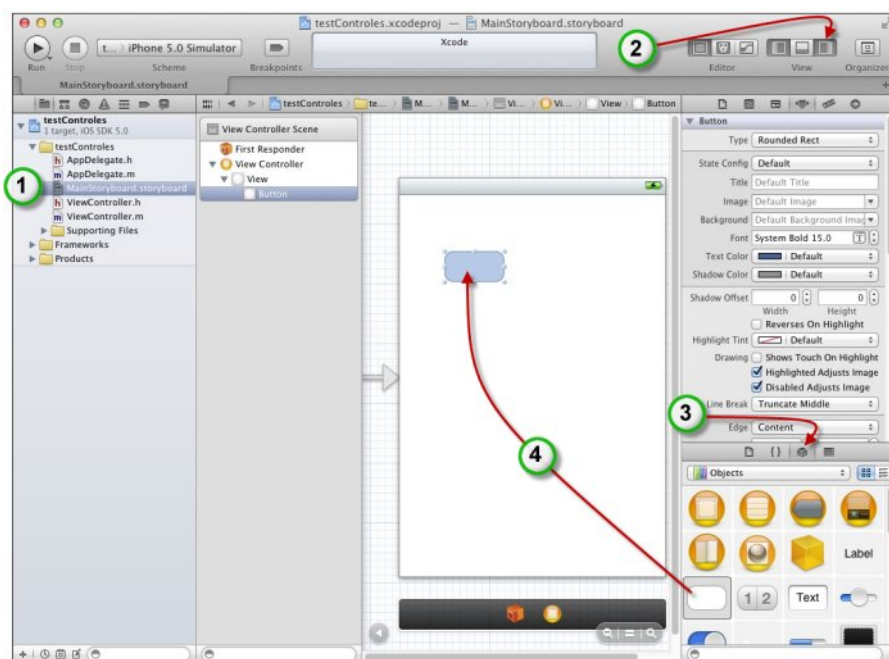 testControles.xcodeproj — MainStoryboard.storyboard
Run
Stop
t... iPhone 5.0 Simulator
Scheme
Breakpoints
Xcode
2
Editor
View
Organizer
MainStoryboard.storyboard
testControles
te...
M...
M...
Vi...
Vi...
View
Button
testControles
1 target, iOS SDK 5.0
testControles
AppDelegate.h
AppDelegate.m
1
MainStoryboard.storyboard
ViewController.h
ViewController.m
Supporting Files
Frameworks
Products
View Controller Scene
First Responder
View Controller
View
Button
4
Button
Type Rounded Rect
State Config Default
Title Default Title
Image Default Image
Background Default Background Imag
Font System Bold 15.0
Text Color Default
Shadow Color Default
Shadow Offset 0 0
Width Height
Reverses On Highlight
Highlight Tint Default
Drawing Shows Touch On Highlight
Highlighted Adjusts Image
Disabled Adjusts Image
Line Break Truncate Middle
3
Edge Content
Objects
Label
1 2
Text